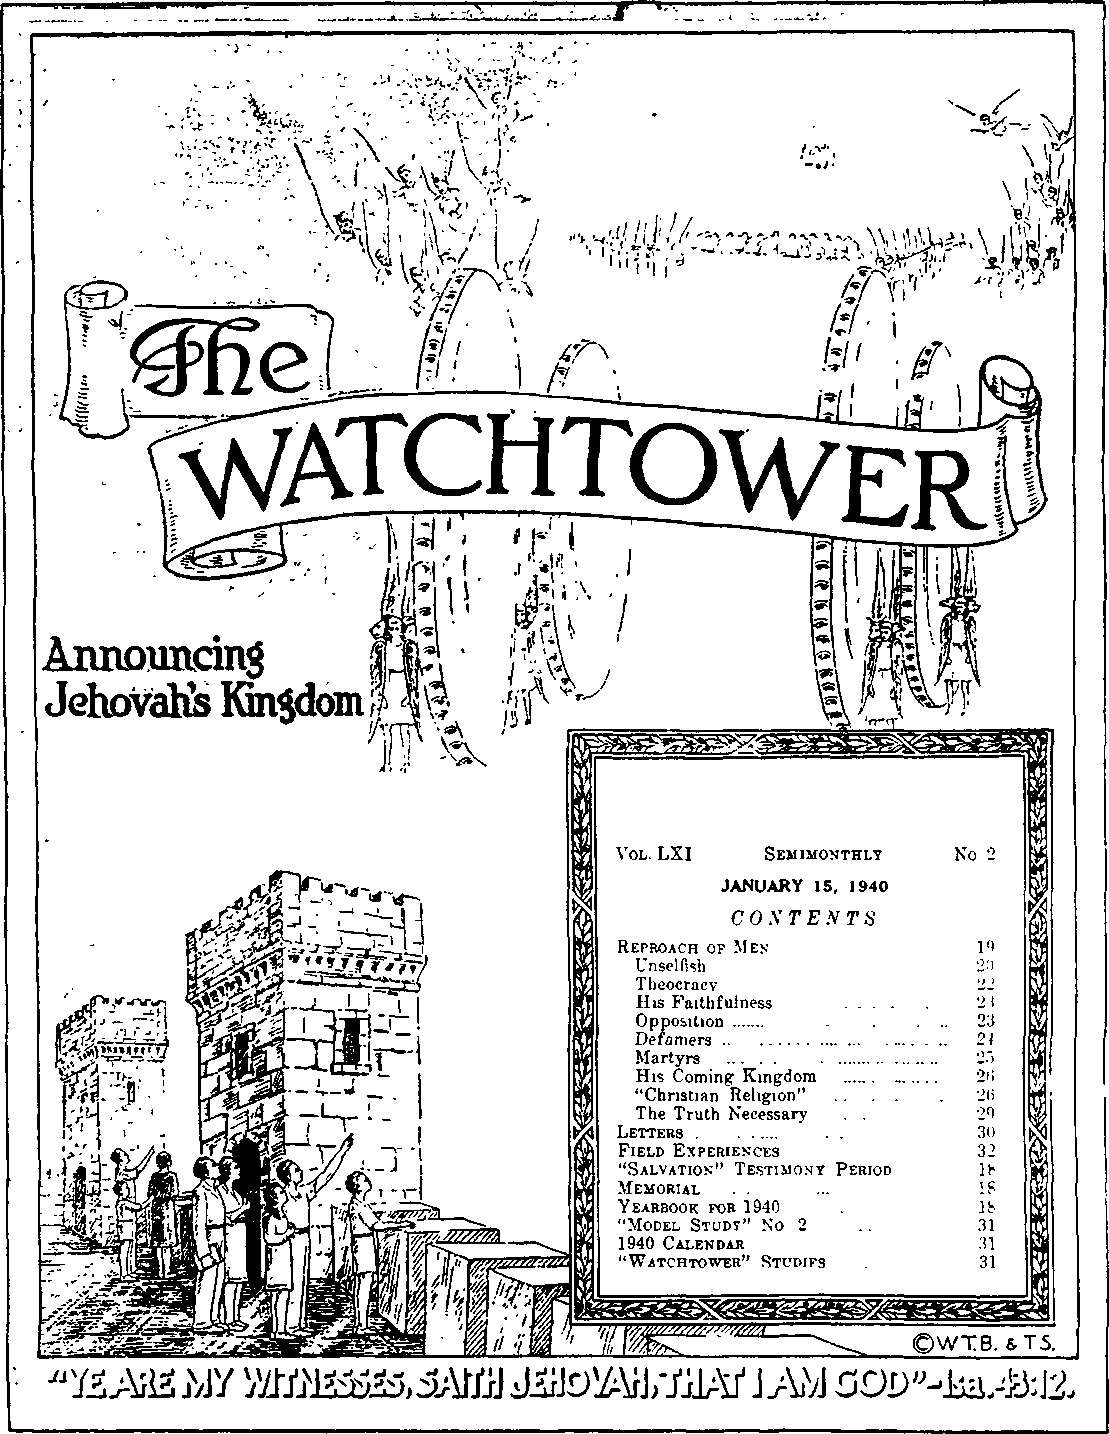 The
WATCHTOWER
Announcing
Jehovah's Kingdom
VOL. LXI SEMIMONTHLY No 2
JANUARY 15, 1940
CONTENTS
REPROACH OF MEN 19
Unselfish 20
Theocracy 22
His Faithfulness
Opposition ....... 23
Defamers .. 24
Martyrs 25
His Coming Kingdom 26
"Christian Religion" 26
The Truth Necessary 29
LETTERS 30
FIELD EXPERIENCES 32
"SALVATION" TESTIMONY PERIOD 18
MEMORIAL 18
YEARBOOK FOR 1940 18
"MODEL STUDY" No 2 31
1940 CALENDAR 31
"WATCHTOWER" STUDIES 31
©W.T.B. & T S.
"YE ARE MY WITNESSES, SAITH JEHOVAH, THAT I AM GOD"-Isa.43:12.